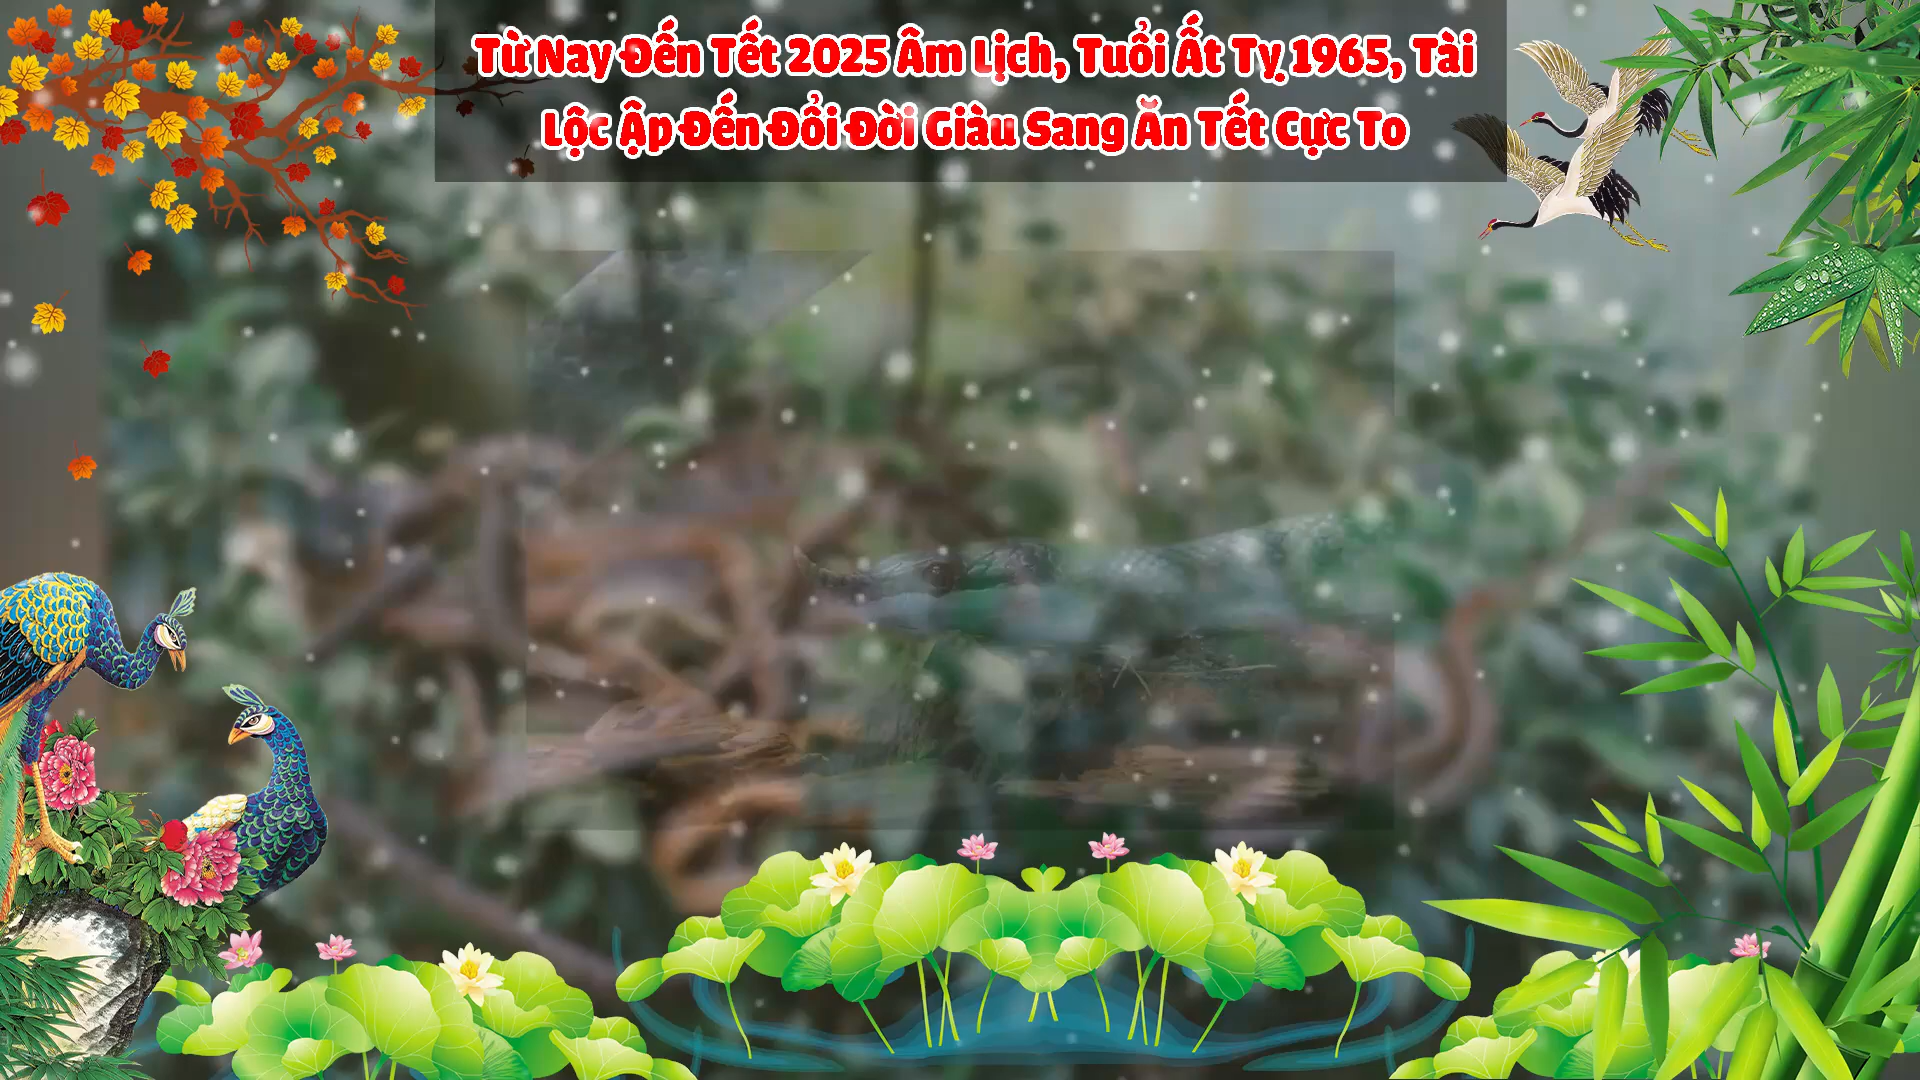 Từ Nay Đến Tết 2025 Âm Lịch, Tuổi Ất Tỵ 1965, Tài
Lộc Ập Đến Đổi Đời Giàu Sang Ăn Tết Cực To